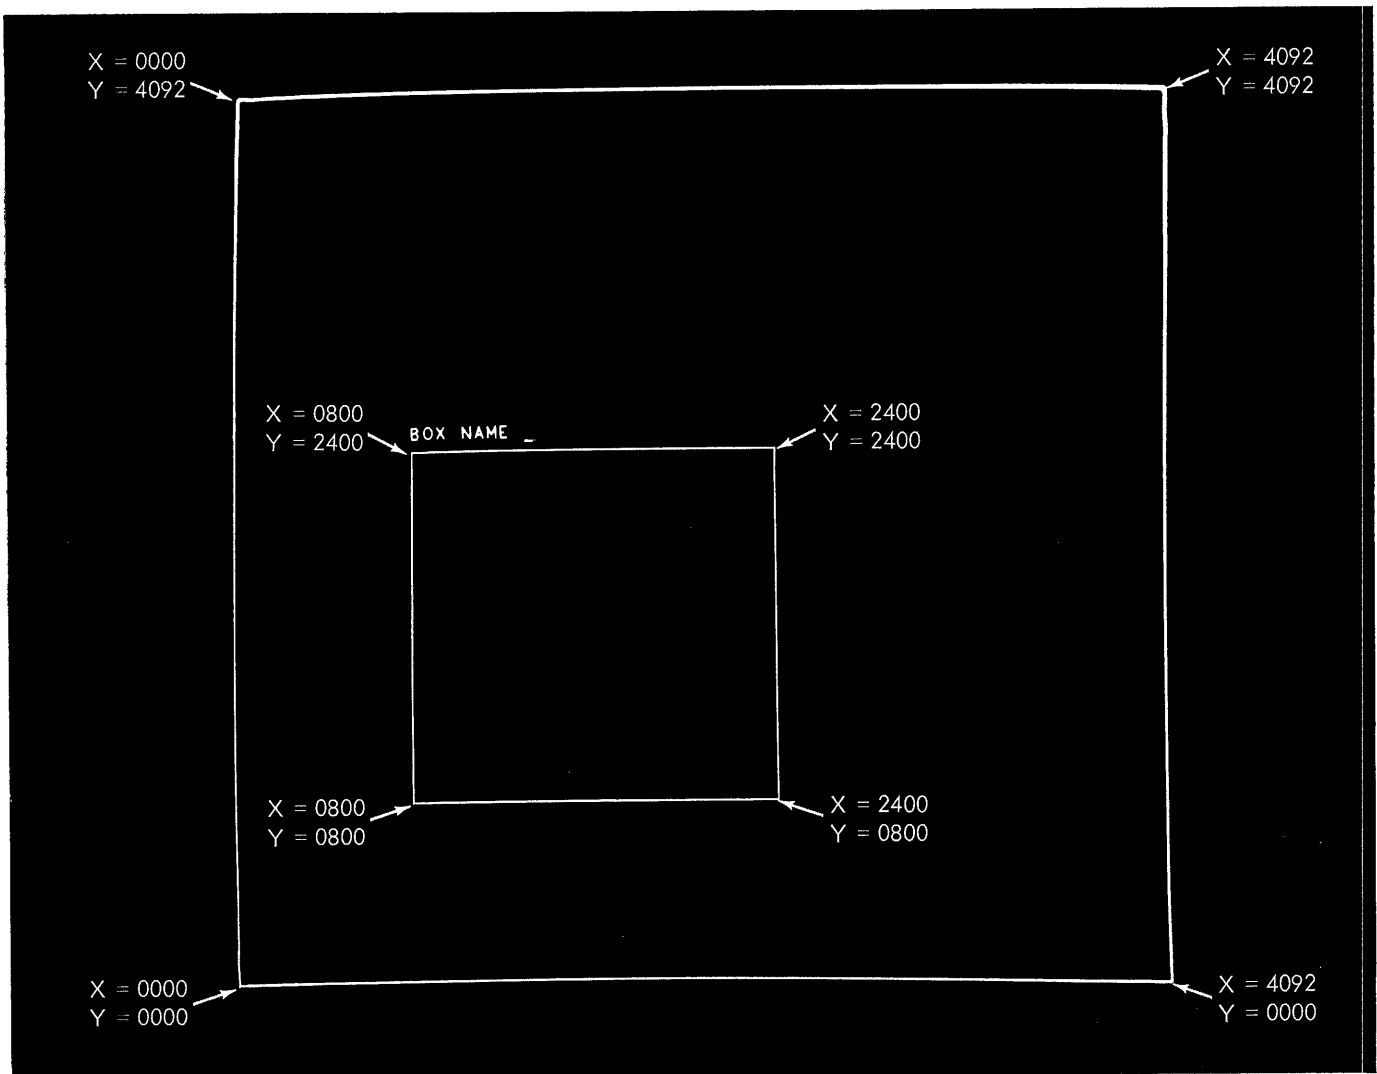 X = 0000
Y = 4092
X = 4092
Y = 4092
X = 0800
Y = 2400
BOX NAME _
X = 2400
Y = 2400
X = 0800
Y = 0800
X = 2400
Y = 0800
X = 0000
Y = 0000
X = 4092
Y = 0000